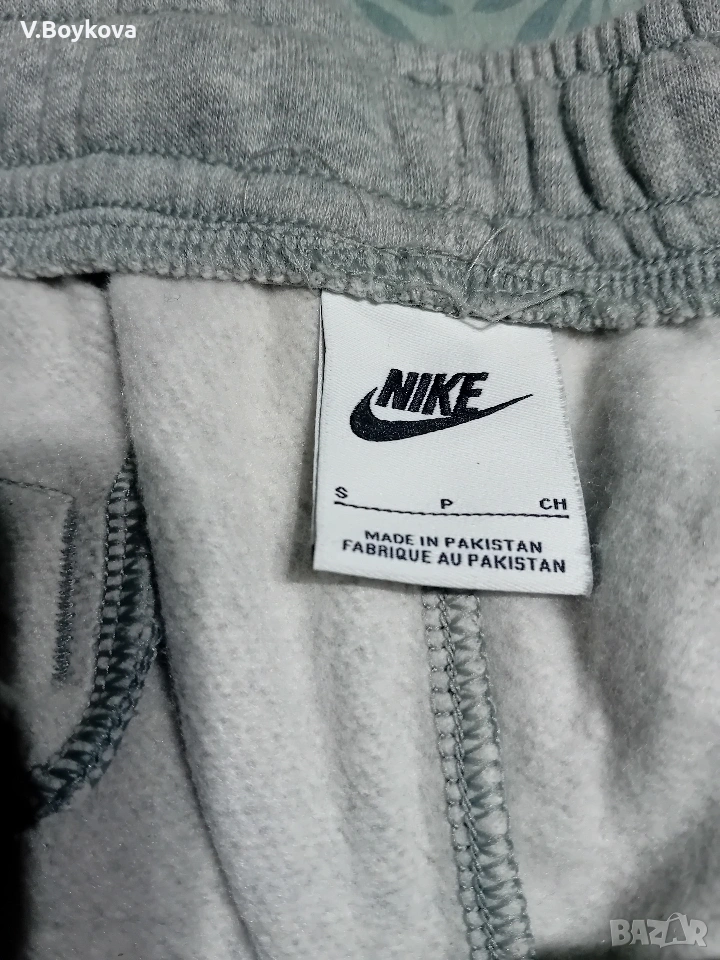 V.Boykova
NIKE
S P CH
MADE IN PAKISTAN
FABRIQUE AU PAKISTAN
BAZAR